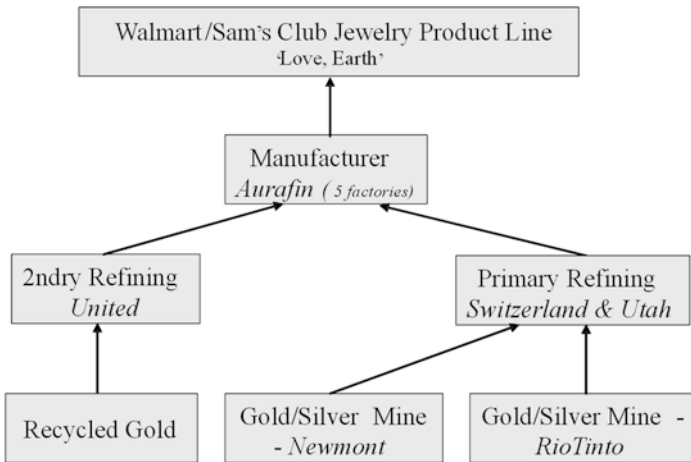 Walmart/Sam's Club Jewelry Product Line
'Love, Earth'
Manufacturer
Aurafin ( 5 factories)
2ndry Refining
United
Primary Refining
Switzerland & Utah
Recycled Gold
Gold/Silver Mine
- Newmont
Gold/Silver Mine -
RioTinto